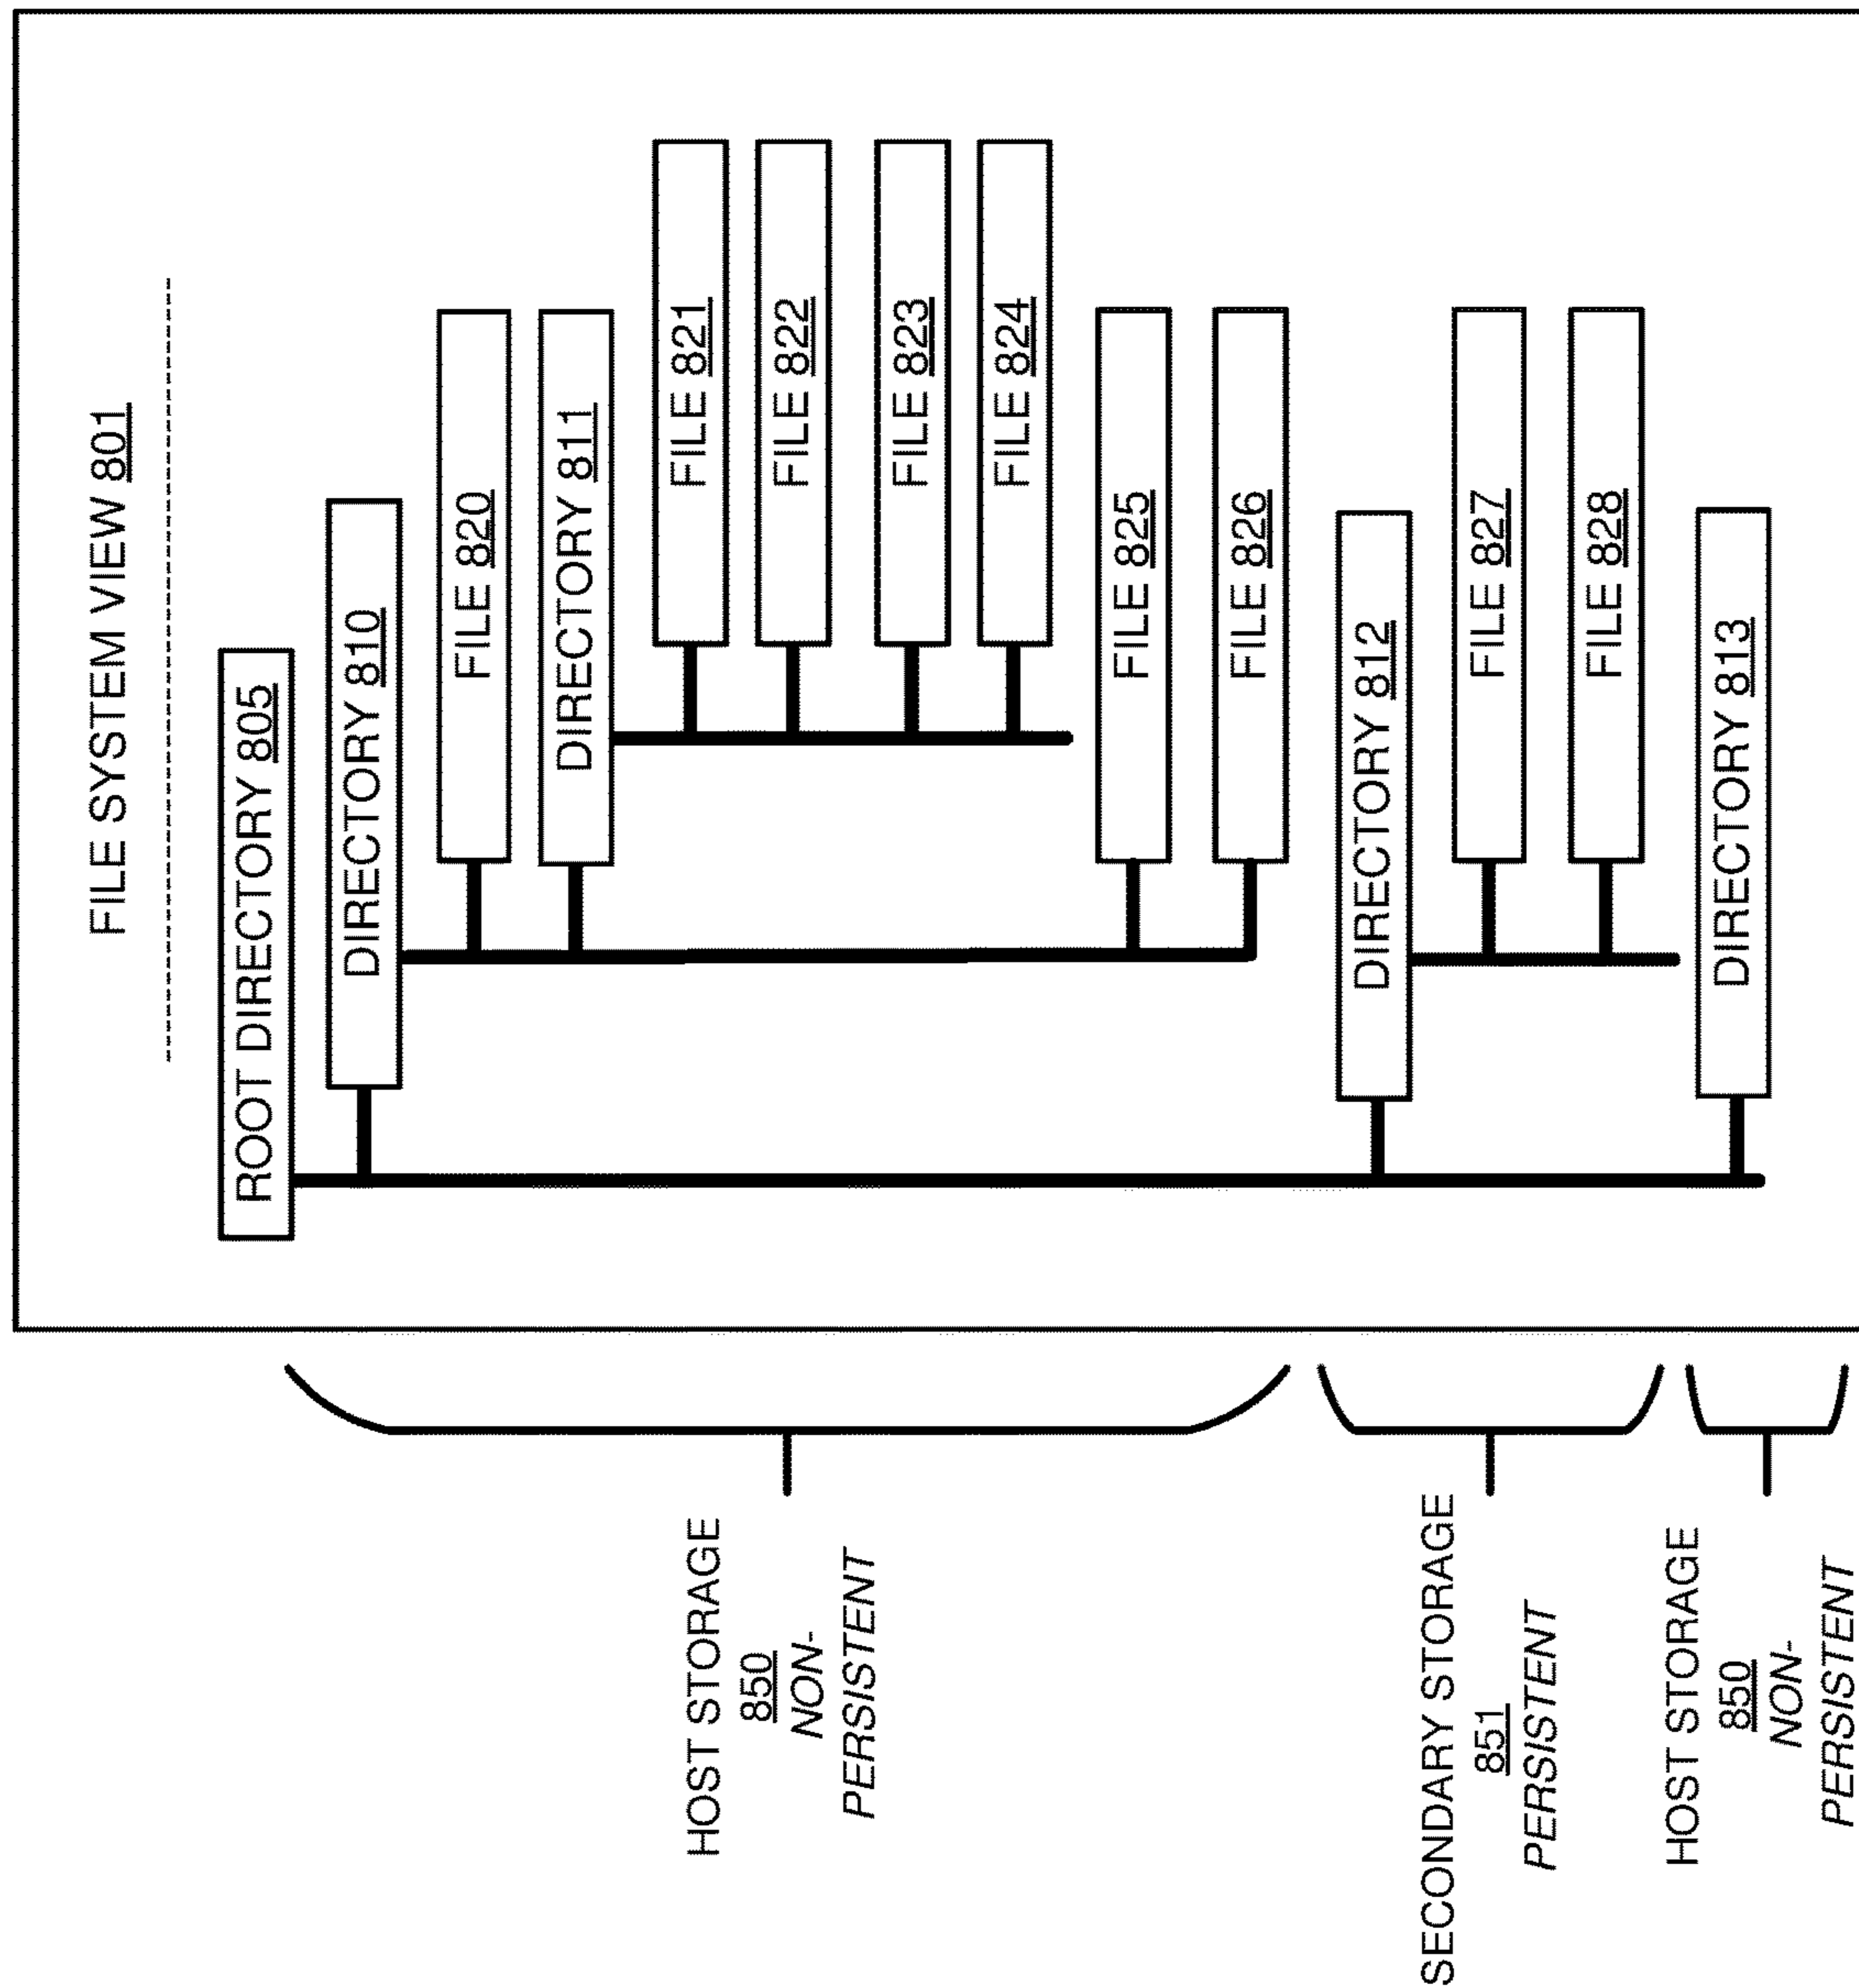 FILE SYSTEM VIEW 801
ROOT DIRECTORY 805
DIRECTORY 810
FILE 820
DIRECTORY 811
FILE 821
FILE 822
FILE 823
FILE 824
FILE 825
FILE 826
DIRECTORY 812
FILE 827
FILE 828
DIRECTORY 813
HOST STORAGE
850
NON-
PERSISTENT
SECONDARY STORAGE
851
PERSISTENT
HOST STORAGE
850
NON-
PERSISTENT